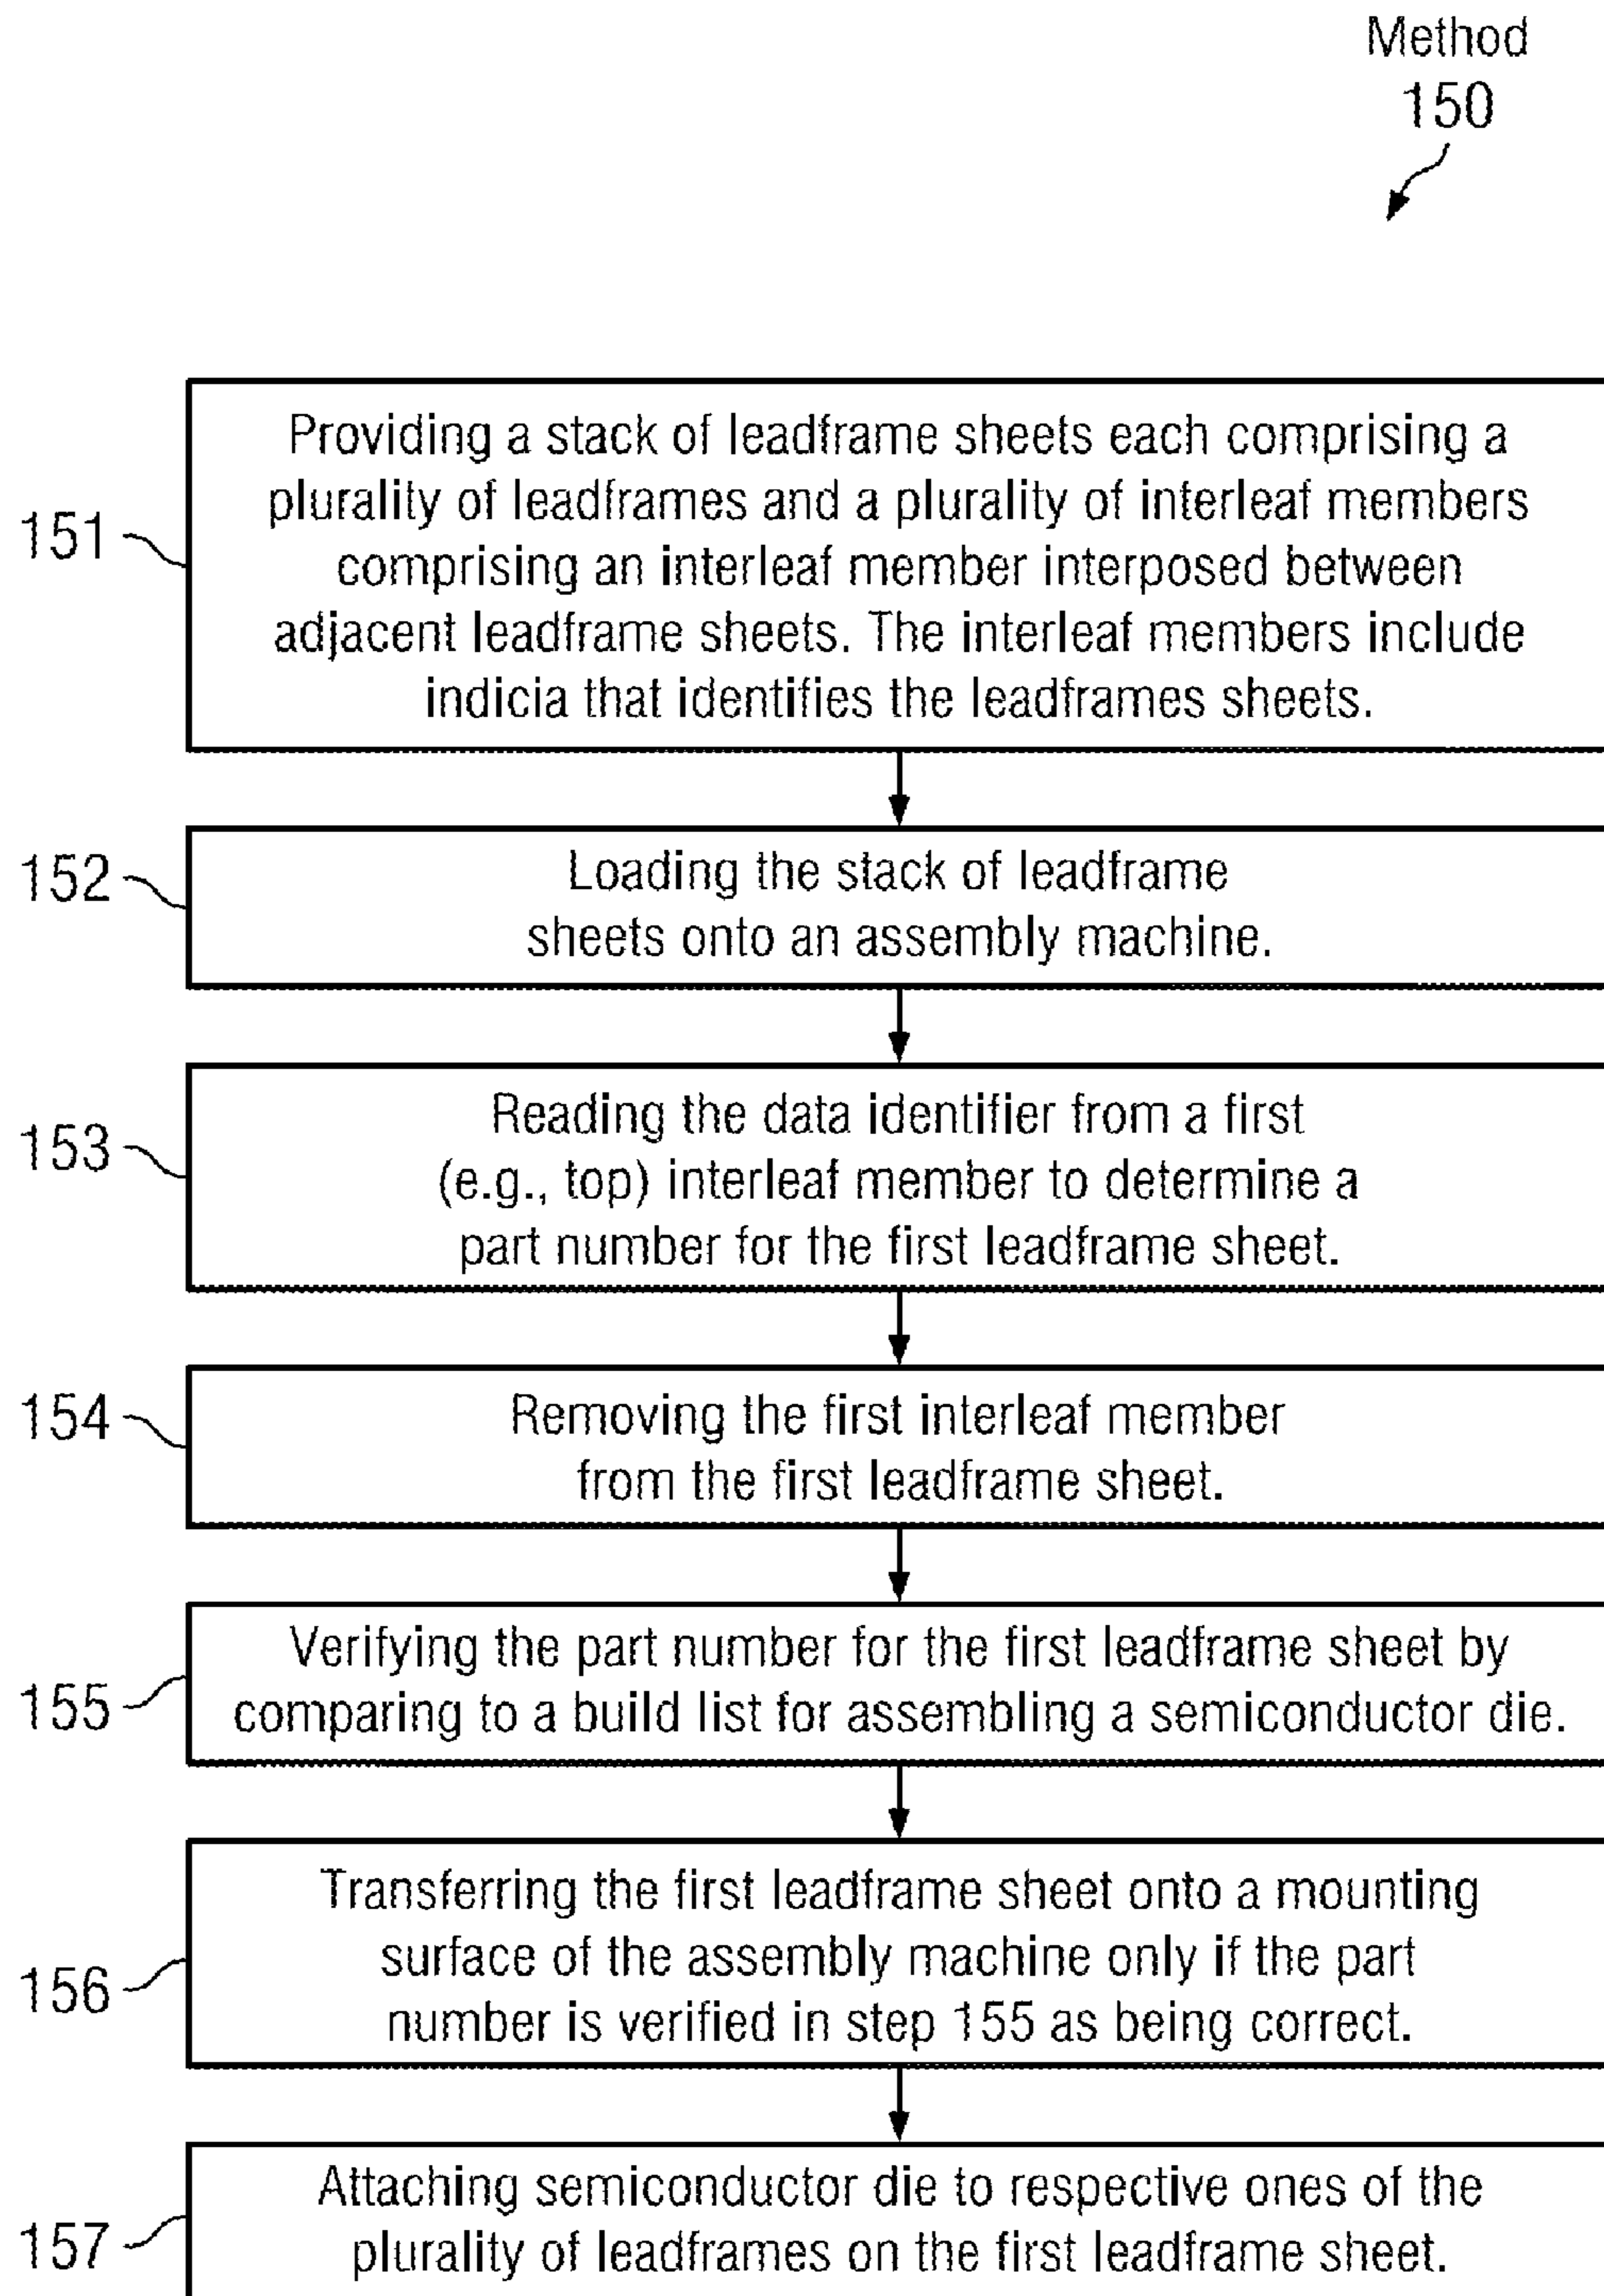 Method
150
151
Providing a stack of leadframe sheets each comprising a
plurality of leadframes and a plurality of interleaf members
comprising an interleaf member interposed between
adjacent leadframe sheets. The interleaf members include
indicia that identifies the leadframes sheets.
152
Loading the stack of leadframe
sheets onto an assembly machine.
153
Reading the data identifier from a first
(e.g., top) interleaf member to determine a
part number for the first leadframe sheet.
154
Removing the first interleaf member
from the first leadframe sheet.
155
Verifying the part number for the first leadframe sheet by
comparing to a build list for assembling a semiconductor die.
156
Transferring the first leadframe sheet onto a mounting
surface of the assembly machine only if the part
number is verified in step 155 as being correct.
157
Attaching semiconductor die to respective ones of the
plurality of leadframes on the first leadframe sheet.